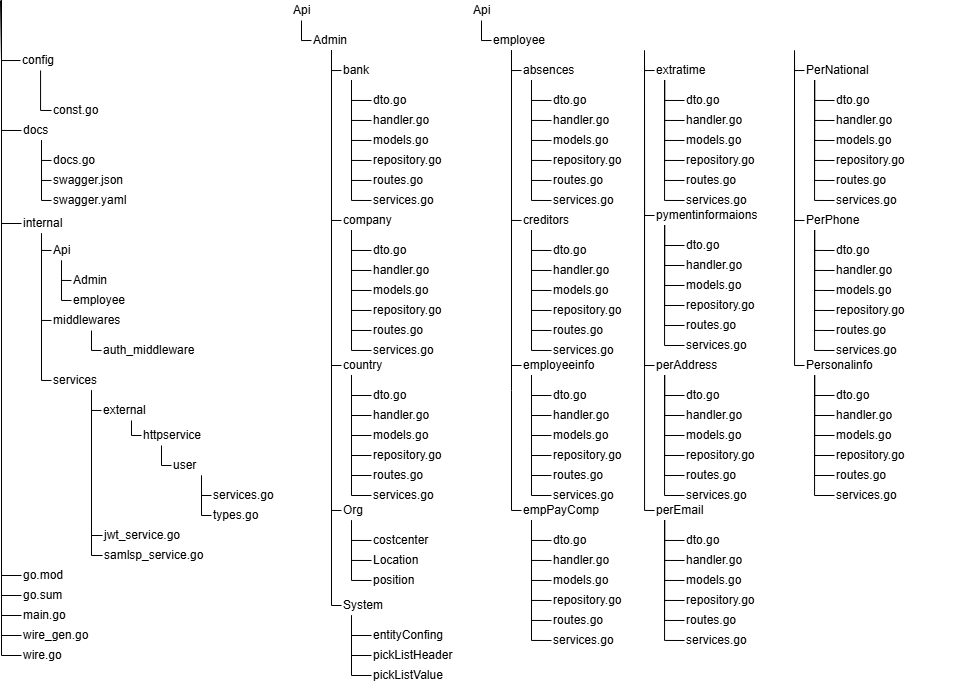 config
const.go
docs
docs.go
swagger.json
swagger.yaml
internal
Api
Admin
employee
middlewares
auth_middleware
services
external
httpservice
user
services.go
types.go
jwt_service.go
samlsp_service.go
go.mod
go.sum
main.go
wire_gen.go
wire.go
Api
Admin
bank
dto.go
handler.go
models.go
repository.go
routes.go
services.go
company
dto.go
handler.go
models.go
repository.go
routes.go
services.go
country
dto.go
handler.go
models.go
repository.go
routes.go
services.go
Org
costcenter
Location
position
System
entityConfing
pickListHeader
pickListValue
Api
employee
absences
dto.go
handler.go
models.go
repository.go
routes.go
services.go
creditors
dto.go
handler.go
models.go
repository.go
routes.go
services.go
employeeinfo
dto.go
handler.go
models.go
repository.go
routes.go
services.go
empPayComp
dto.go
handler.go
models.go
repository.go
routes.go
services.go
extratime
dto.go
handler.go
models.go
repository.go
routes.go
services.go
pymentinformaions
dto.go
handler.go
models.go
repository.go
routes.go
services.go
perAddress
dto.go
handler.go
models.go
repository.go
routes.go
services.go
perEmail
dto.go
handler.go
models.go
repository.go
routes.go
services.go
PerNational
dto.go
handler.go
models.go
repository.go
routes.go
services.go
PerPhone
dto.go
handler.go
models.go
repository.go
routes.go
services.go
Personalinfo
dto.go
handler.go
models.go
repository.go
routes.go
services.go